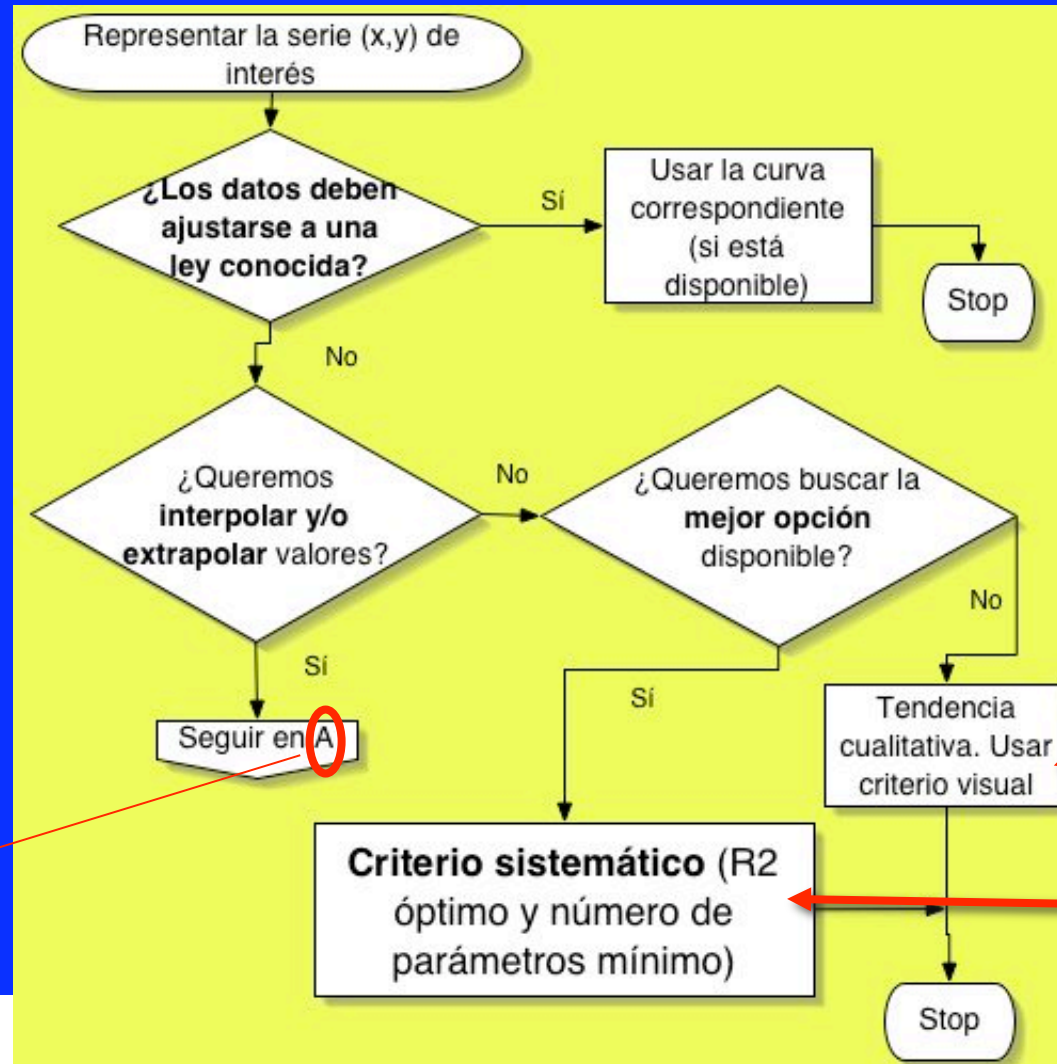 Representar la serie (x,y) de
interés
¿Los datos deben
ajustarse a una
ley conocida?
Sí
Usar la curva
correspondiente
(si está
disponible)
Stop
No
¿Queremos
interpolar y/o
extrapolar valores?
No
¿Queremos buscar la
mejor opción
disponible?
No
Sí
Seguir en A
Sí
Tendencia
cualitativa. Usar
criterio visual
Criterio sistemático (R2
óptimo y número de
parámetros mínimo)
Stop